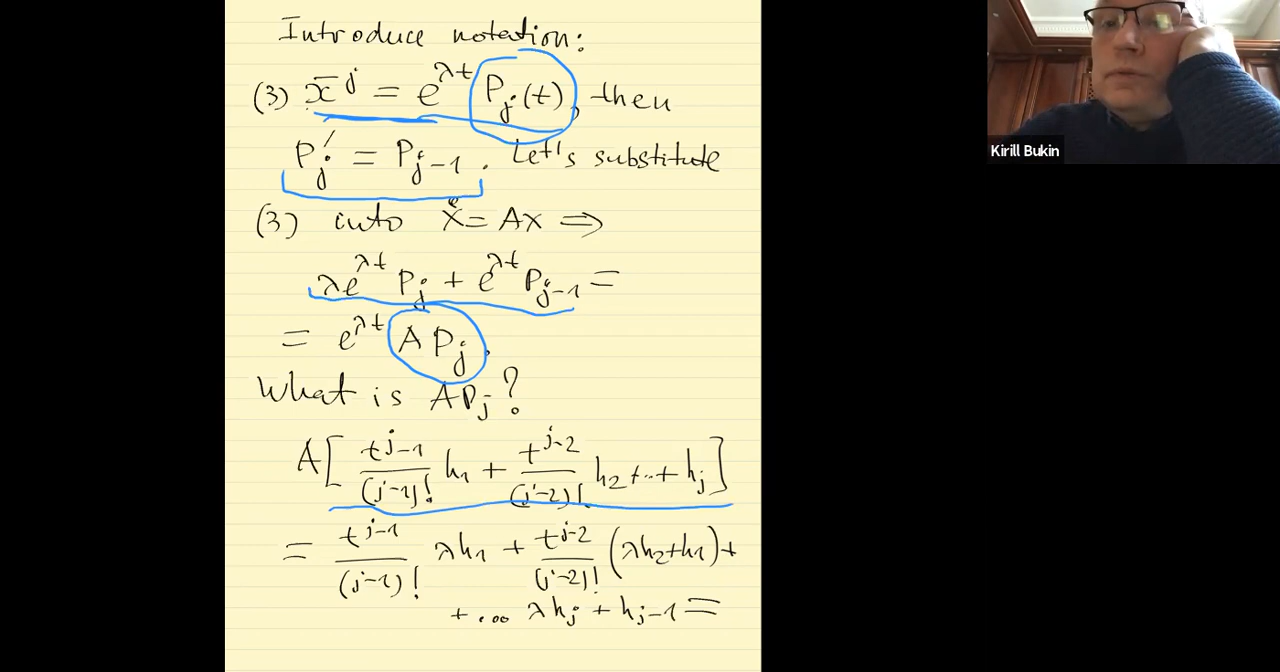 Introduce notation:
(3) x̄^j = e^{λt} P_j(t), then
P_j' = P_{j-1}. Let's substitute
(3) into ẋ = Ax ⇒
λe^{λt} P_j + e^{λt} P_{j-1} =
= e^{λt} A P_j.
What is AP_j?
A[ t^{j-1}/(j-1)! h_1 + t^{j-2}/(j-2)! h_2 + ... + h_j ]
= t^{j-1}/(j-1)! λh_1 + t^{j-2}/(j-2)! (λh_2+h_1) +
+ ... λh_j + h_{j-1} =
Kirill Bukin